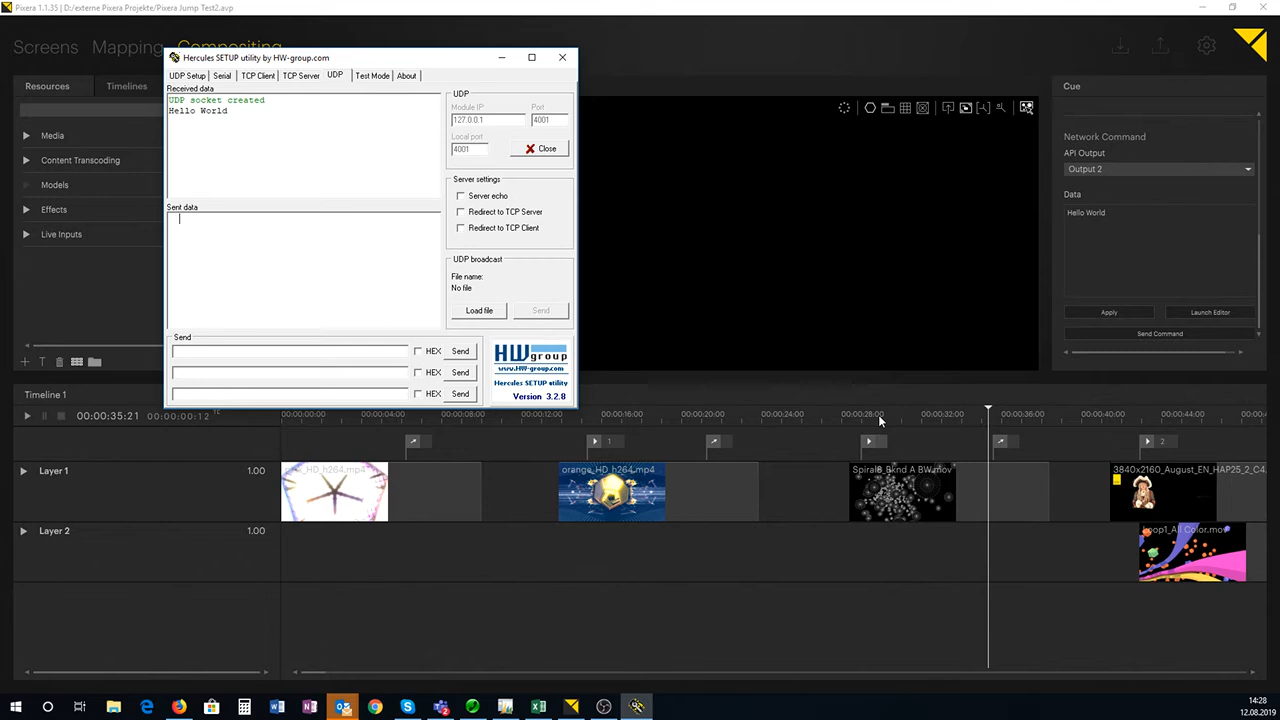 Pixera 1.1.35 | D:/externe Pixera Projekte/Pixera Jump Test2.avp
Screens Mapping Compositing
Hercules SETUP utility by HW-group.com
UDP Setup Serial TCP Client TCP Server UDP Test Mode About
Received data
UDP socket created
Hello World
Sent data
UDP
Module IP Port
127.0.0.1 4001
Local port
4001 Close
Server settings
Server echo
Redirect to TCP Server
Redirect to TCP Client
UDP broadcast
File name:
No file
Load file Send
Send
HEX Send
HEX Send
HEX Send
HWgroup
www.HW-group.com
Hercules SETUP utility
Version 3.2.8
Resources Timelines
Media
Content Transcoding
Models
Effects
Live Inputs
T
Cue
Network Command
API Output
Output 2
Data
Hello World
Apply Launch Editor
Send Command
Timeline 1
00:00:35:21 00:00:00:12
00:00:00:00 00:00:04:00 00:00:08:00 00:00:12:00 00:00:16:00 00:00:20:00 00:00:24:00 00:00:28:00 00:00:32:00 00:00:36:00 00:00:40:00 00:00:44:00
1 2
Layer 1 1.00
_HD_h264.mp4 orange_HD_h264.mp4 Spiral8_Bknd A BW.mov 3840x2160_August_EN_HAP25_2_C4
Layer 2 1.00
Loop1_All Color.mov
14:28
12.08.2019